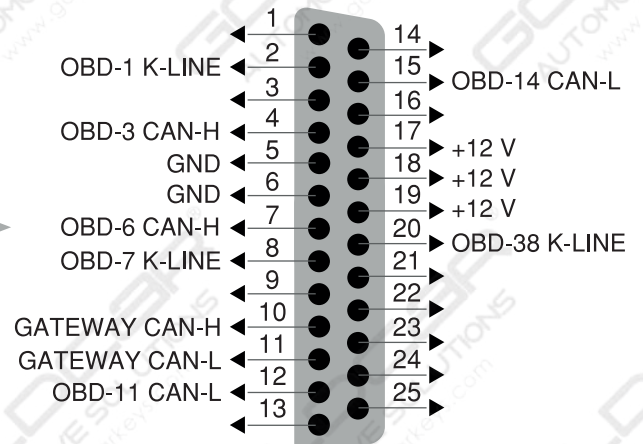 1
OBD-1 K-LINE 2
3
OBD-3 CAN-H 4
GND 5
GND 6
OBD-6 CAN-H 7
OBD-7 K-LINE 8
9
GATEWAY CAN-H 10
GATEWAY CAN-L 11
OBD-11 CAN-L 12
13
14
15 OBD-14 CAN-L
16
17 +12 V
18 +12 V
19 +12 V
20 OBD-38 K-LINE
21
22
23
24
25